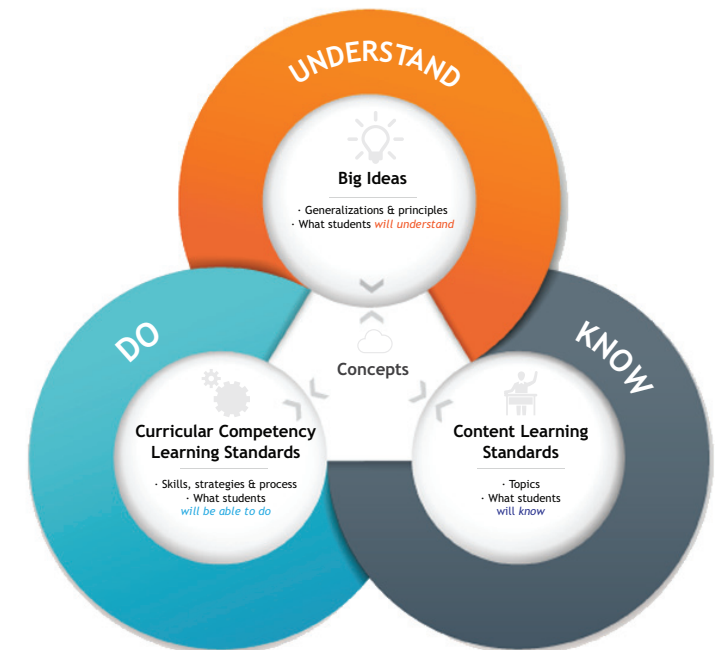 UNDERSTAND
Big Ideas
· Generalizations & principles
· What students will understand
Concepts
DO
Curricular Competency
Learning Standards
· Skills, strategies & process
· What students
will be able to do
KNOW
Content Learning
Standards
· Topics
· What students
will know